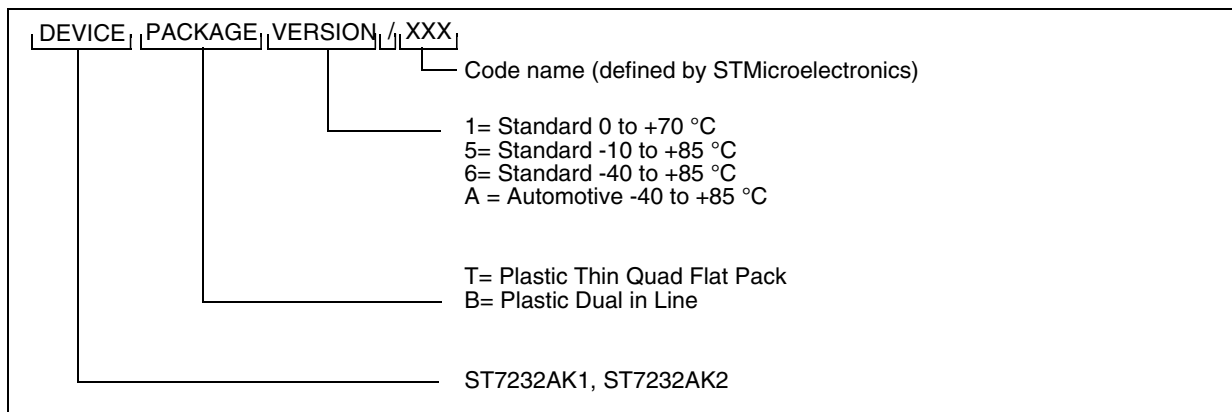 DEVICE PACKAGE VERSION / XXX
Code name (defined by STMicroelectronics)
1= Standard 0 to +70 °C
5= Standard -10 to +85 °C
6= Standard -40 to +85 °C
A = Automotive -40 to +85 °C
T= Plastic Thin Quad Flat Pack
B= Plastic Dual in Line
ST7232AK1, ST7232AK2